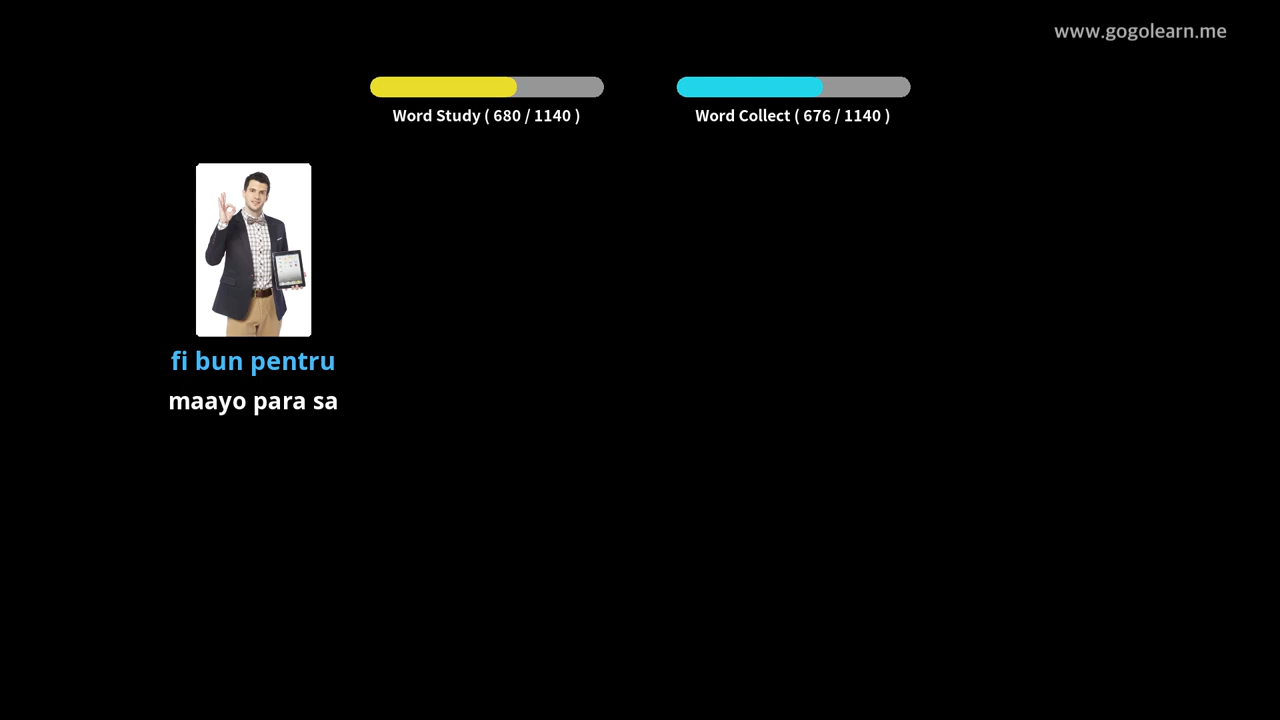 www.gogolearn.me
Word Study ( 680 / 1140 )
Word Collect ( 676 / 1140 )
fi bun pentru
maayo para sa